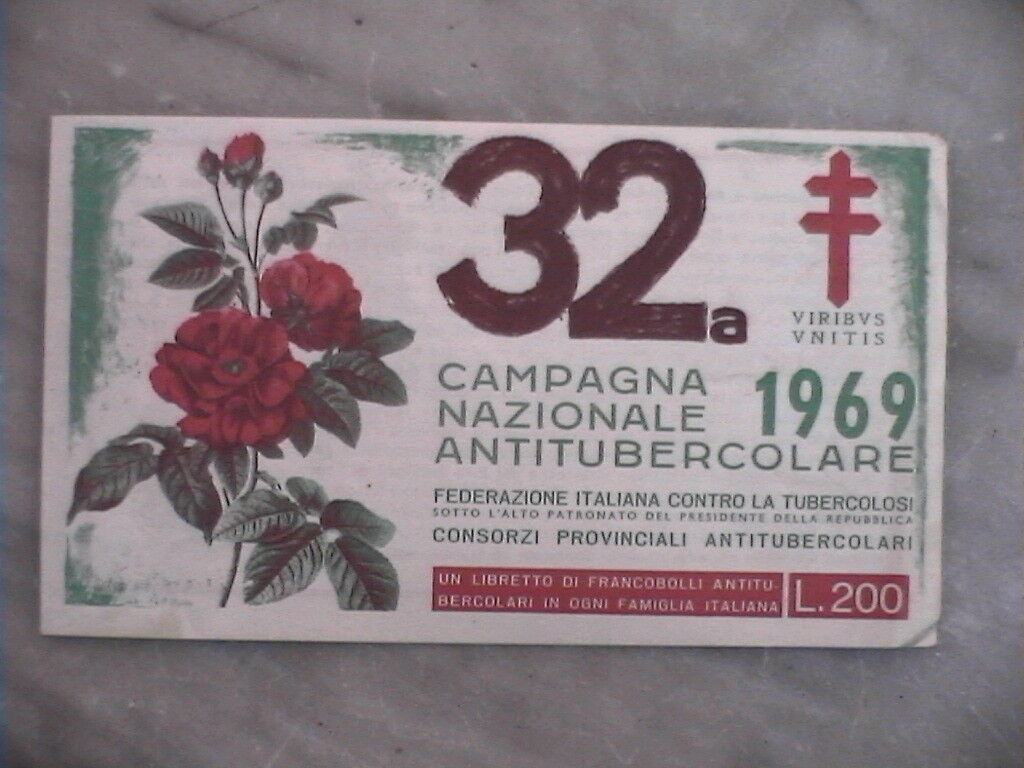 32a
VIRIBVS
VNITIS
CAMPAGNA
NAZIONALE 1969
ANTITUBERCOLARE
FEDERAZIONE ITALIANA CONTRO LA TUBERCOLOSI
SOTTO L'ALTO PATRONATO DEL PRESIDENTE DELLA REPUBBLICA
CONSORZI PROVINCIALI ANTITUBERCOLARI
UN LIBRETTO DI FRANCOBOLLI ANTITU-
BERCOLARI IN OGNI FAMIGLIA ITALIANA
L. 200